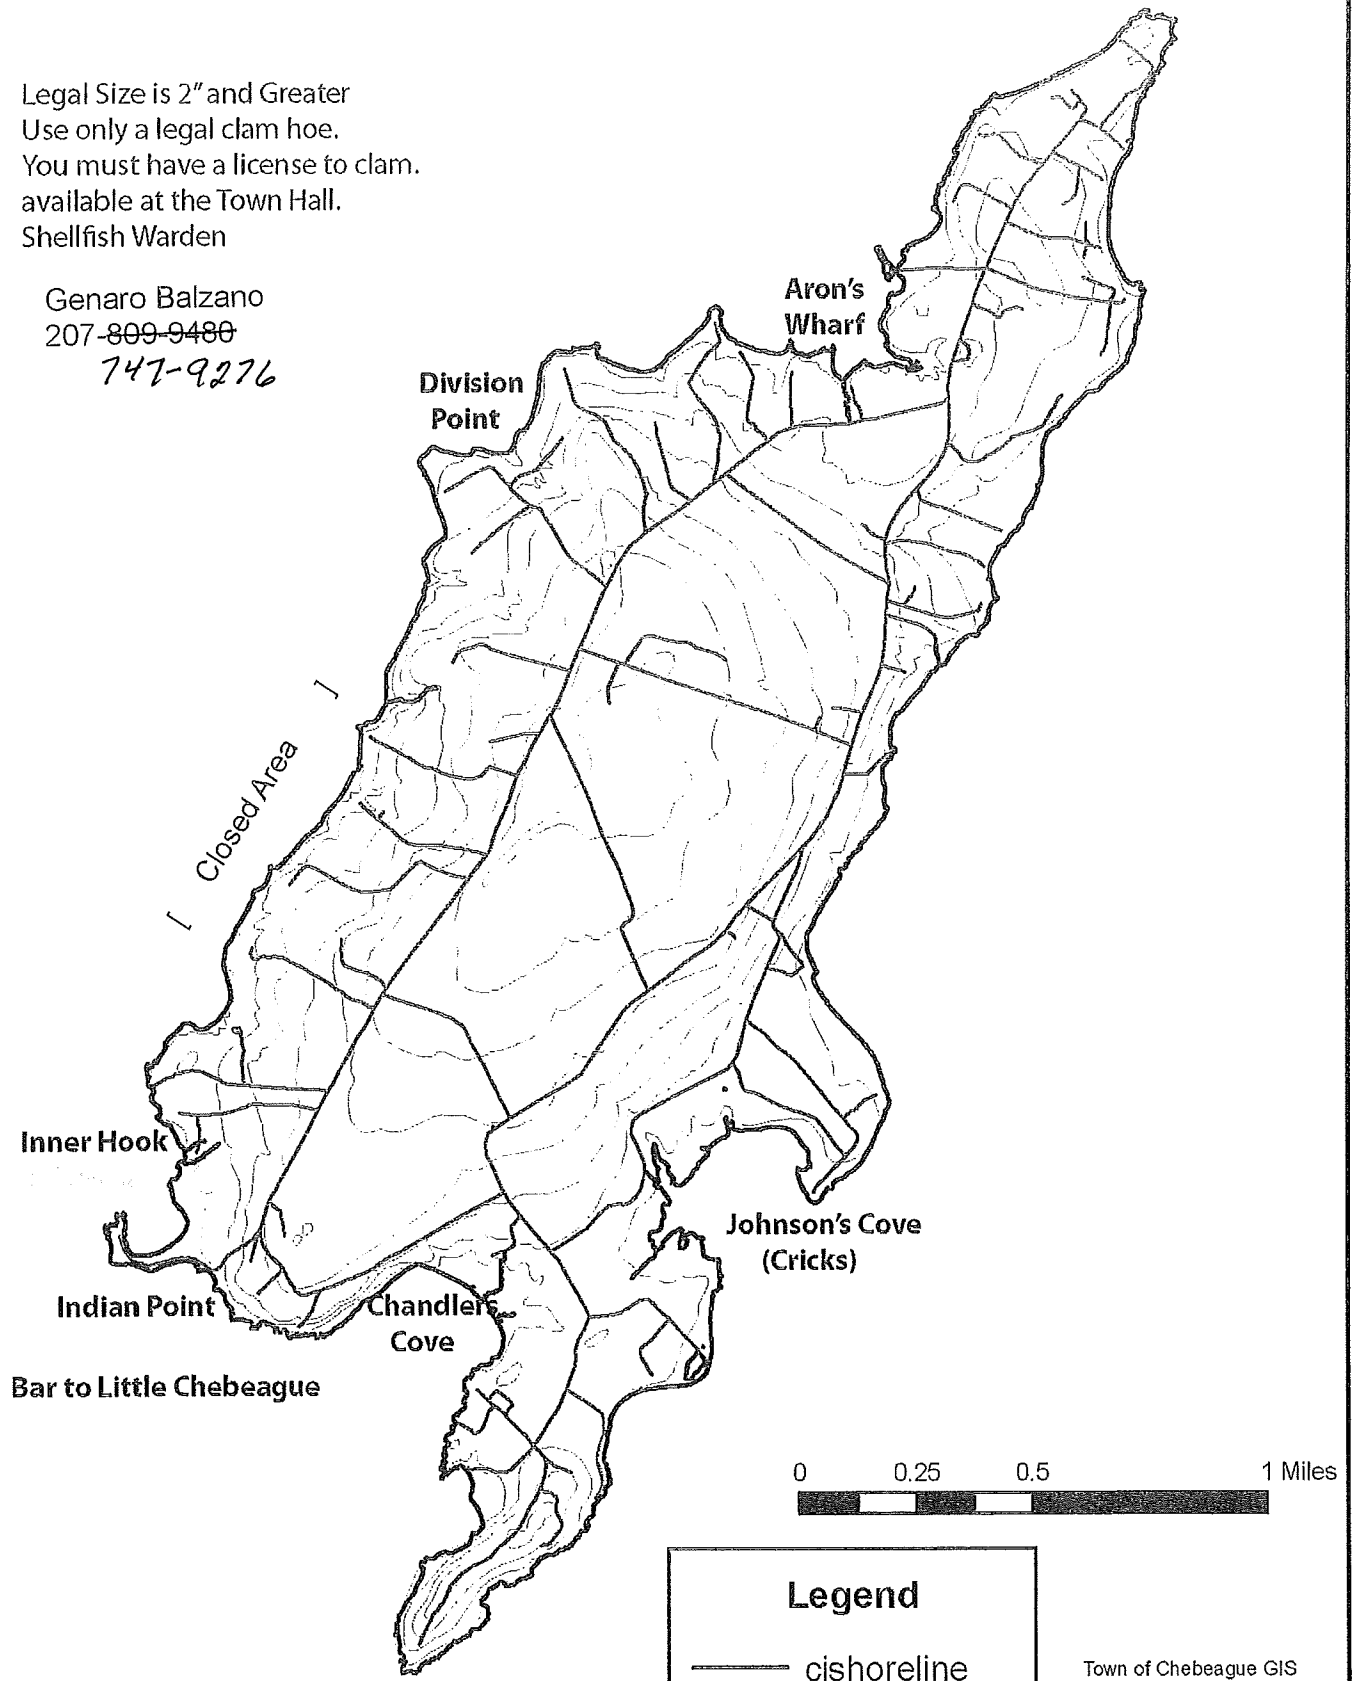 Legal Size is 2" and Greater
Use only a legal clam hoe.
You must have a license to clam.
available at the Town Hall.
Shellfish Warden
Genaro Balzano
207-809-9480
747-9276
Aron's
Wharf
Division
Point
[ Closed Area ]
Inner Hook
Johnson's Cove
(Cricks)
Indian Point
Chandlers
Cove
Bar to Little Chebeague
0 0.25 0.5 1 Miles
Legend
cishoreline
Town of Chebeague GIS